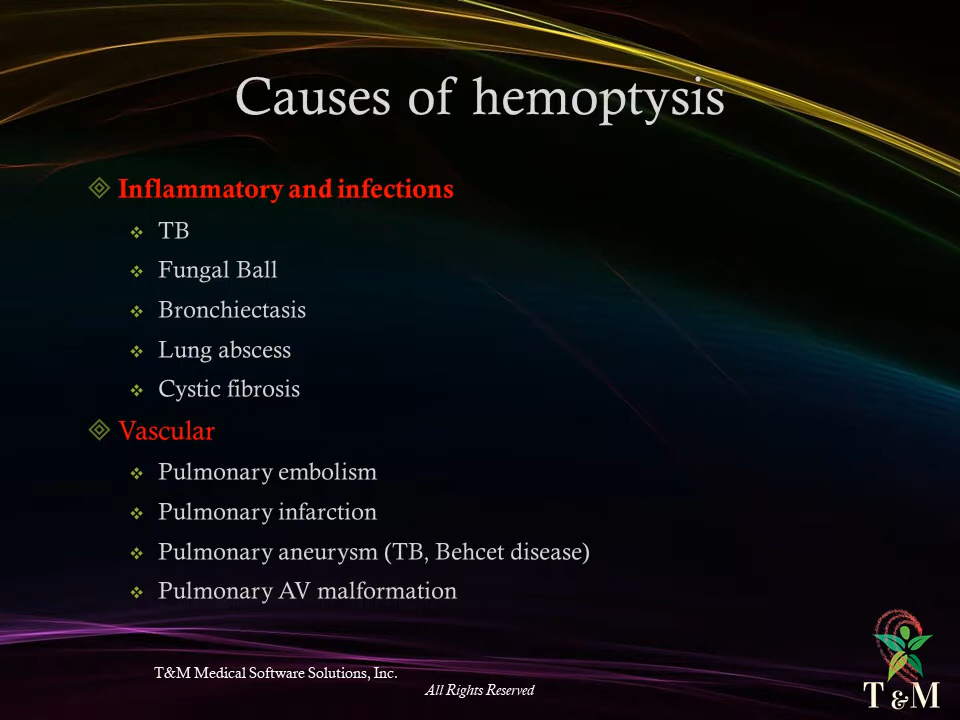 Causes of hemoptysis
Inflammatory and infections
TB
Fungal Ball
Bronchiectasis
Lung abscess
Cystic fibrosis
Vascular
Pulmonary embolism
Pulmonary infarction
Pulmonary aneurysm (TB, Behcet disease)
Pulmonary AV malformation
T&M Medical Software Solutions, Inc.
All Rights Reserved
T &M